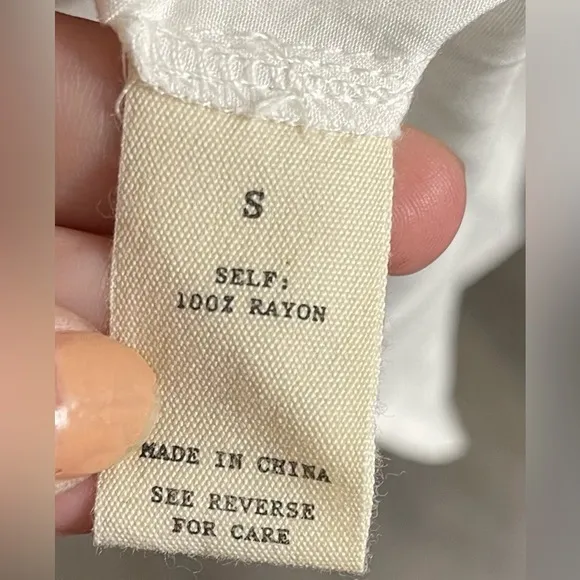 S
SELF:
100% RAYON
MADE IN CHINA
SEE REVERSE
FOR CARE